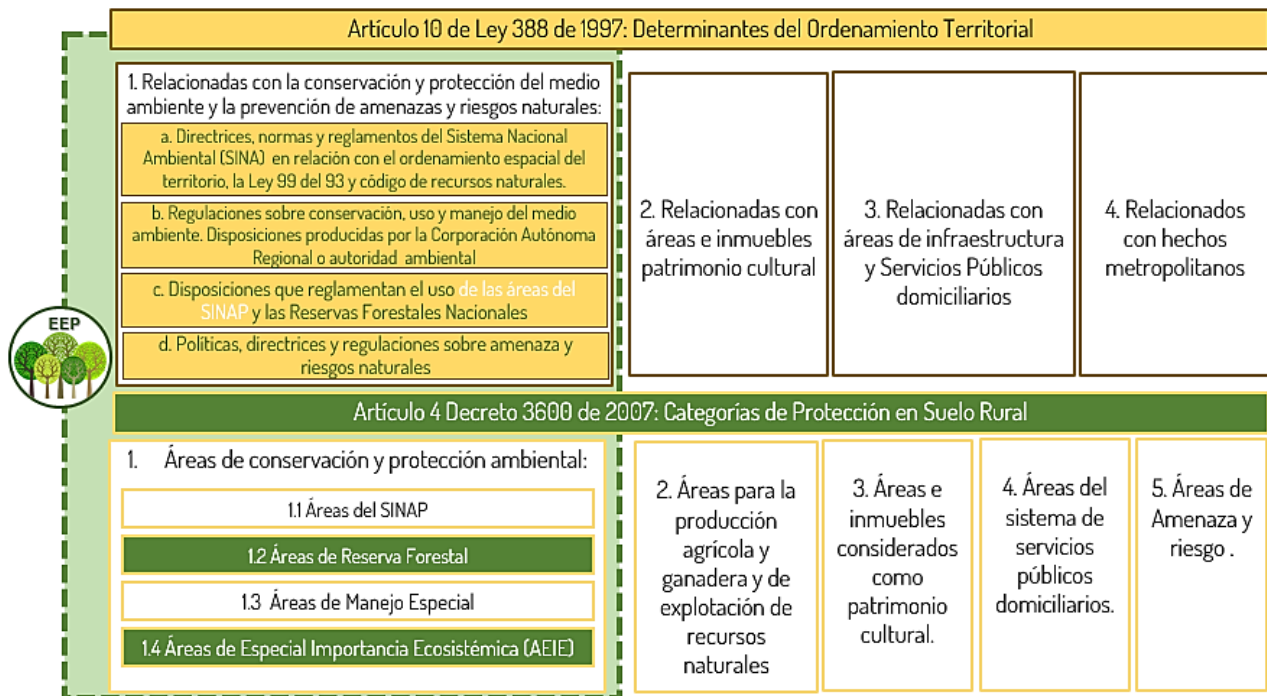 Artículo 10 de Ley 388 de 1997: Determinantes del Ordenamiento Territorial
1. Relacionadas con la conservación y protección del medio
ambiente y la prevención de amenazas y riesgos naturales:
a. Directrices, normas y reglamentos del Sistema Nacional
Ambiental (SINA) en relación con el ordenamiento espacial del
territorio, la Ley 99 del 93 y código de recursos naturales.
b. Regulaciones sobre conservación, uso y manejo del medio
ambiente. Disposiciones producidas por la Corporación Autónoma
Regional o autoridad ambiental
c. Disposiciones que reglamentan el uso de las áreas del
SINAP y las Reservas Forestales Nacionales
d. Políticas, directrices y regulaciones sobre amenaza y
riesgos naturales
2. Relacionadas con
áreas e inmuebles
patrimonio cultural
3. Relacionadas con
áreas de infraestructura
y Servicios Públicos
domiciliarios
4. Relacionados
con hechos
metropolitanos
EEP
Artículo 4 Decreto 3600 de 2007: Categorías de Protección en Suelo Rural
1. Áreas de conservación y protección ambiental:
1.1 Áreas del SINAP
1.2 Áreas de Reserva Forestal
1.3 Áreas de Manejo Especial
1.4 Áreas de Especial Importancia Ecosistémica (AEIE)
2. Áreas para la
producción
agrícola y
ganadera y de
explotación de
recursos
naturales
3. Áreas e
inmuebles
considerados
como
patrimonio
cultural.
4. Áreas del
sistema de
servicios
públicos
domiciliarios.
5. Áreas de
Amenaza y
riesgo .